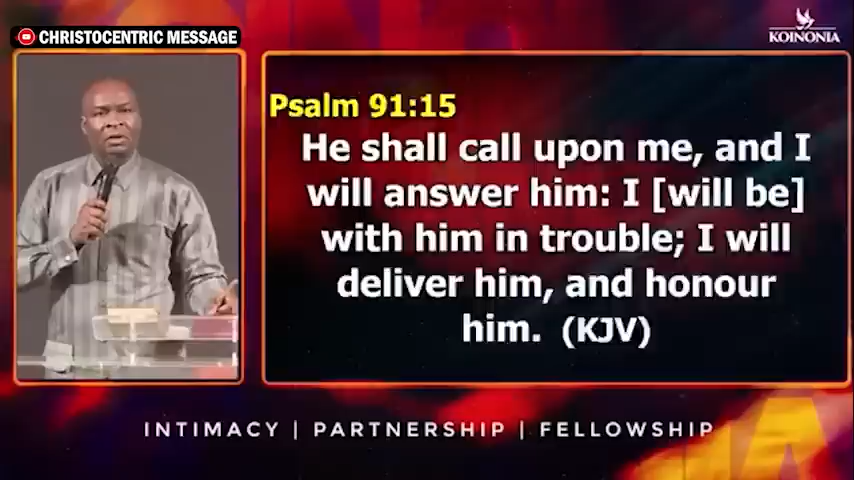 CHRISTOCENTRIC MESSAGE
KOINONIA
Psalm 91:15
He shall call upon me, and I
will answer him: I [will be]
with him in trouble; I will
deliver him, and honour
him. (KJV)
INTIMACY | PARTNERSHIP | FELLOWSHIP